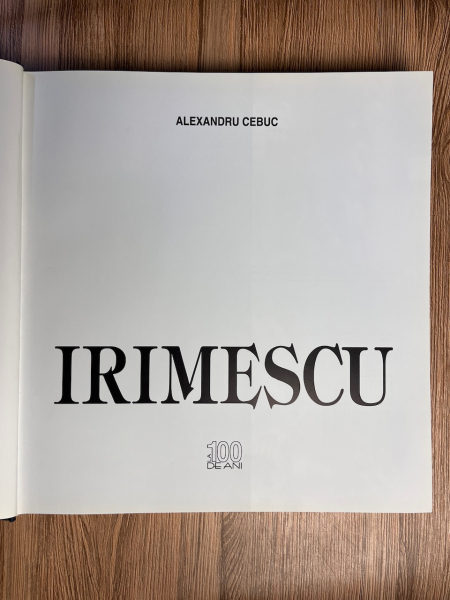 ALEXANDRU CEBUC
IRIMESCU
100
DE ANI